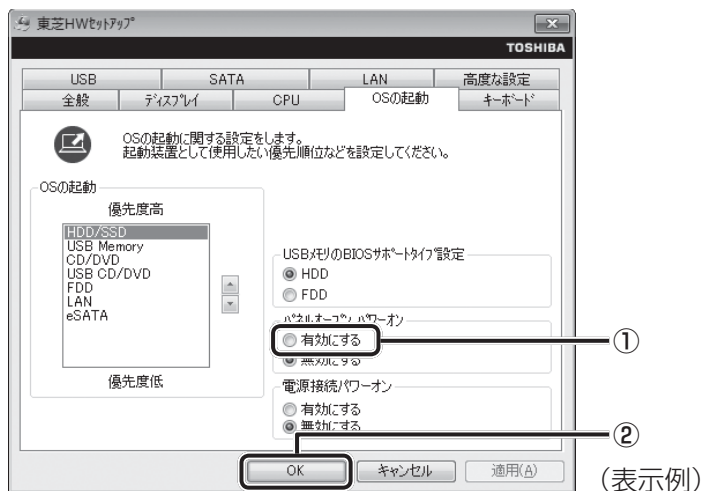 東芝HWｾｯﾄｱｯﾌﾟ
TOSHIBA
USB SATA LAN 高度な設定
全般 ﾃﾞｨｽﾌﾟﾚｲ CPU OSの起動 ｷｰﾎﾞｰﾄﾞ
OSの起動に関する設定をします。
起動装置として使用したい優先順位などを設定してください。
OSの起動
優先度高
HDD/SSD
USB Memory
CD/DVD
USB CD/DVD
FDD
LAN
eSATA
優先度低
USBﾒﾓﾘのBIOSｻﾎﾟｰﾄﾀｲﾌﾟ設定
HDD
FDD
ﾊﾟﾈﾙｵｰﾌﾟﾝ ﾊﾟﾜｰｵﾝ
有効にする
①
無効にする
電源接続ﾊﾟﾜｰｵﾝ
有効にする
無効にする
②
OK キャンセル 適用(A)
（表示例）